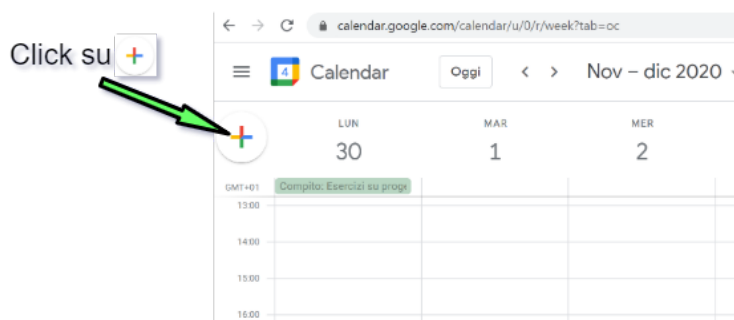 calendar.google.com/calendar/u/0/r/week?tab=oc
Click su
4 Calendar Oggi Nov – dic 2020
LUN MAR MER
30 1 2
GMT+01 Compito: Esercizi su proge
13:00
14:00
15:00
16:00